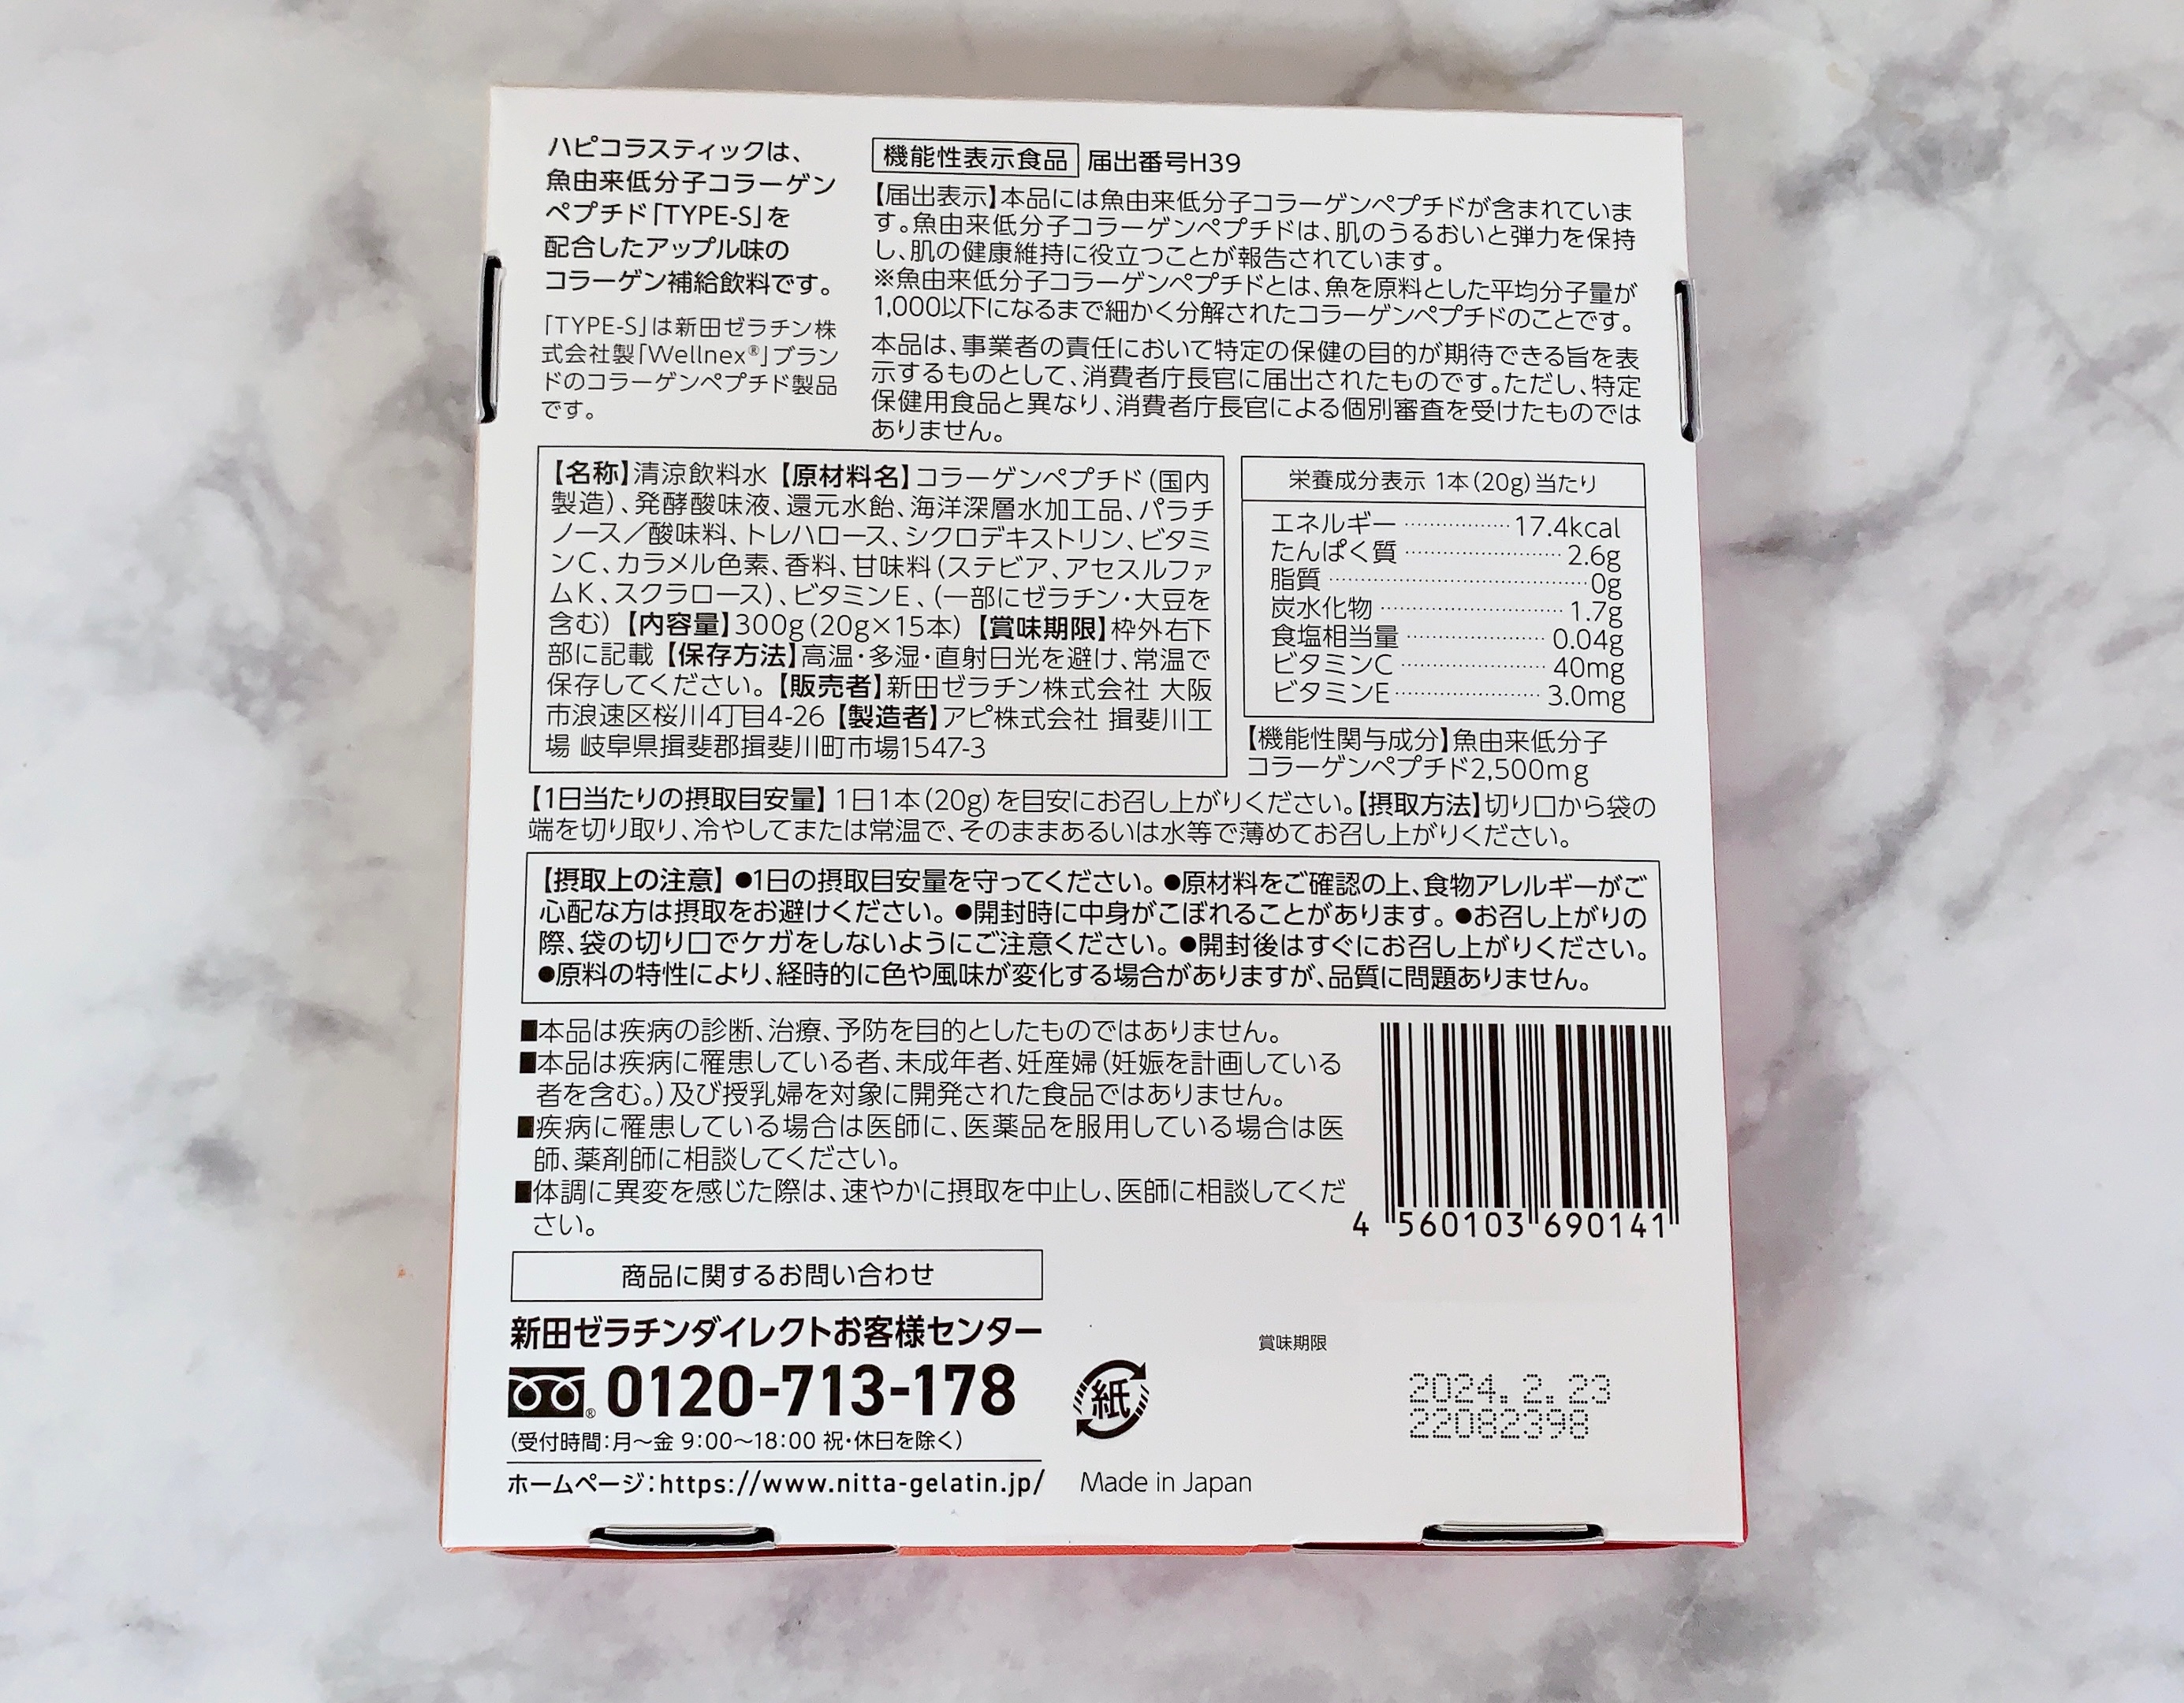 ハピコラスティックは、
魚由来低分子コラーゲン
ペプチド「TYPE-S」を
配合したアップル味の
コラーゲン補給飲料です。
「TYPE-S」は新田ゼラチン株
式会社製「Wellnex®」ブラン
ドのコラーゲンペプチド製品
です。
機能性表示食品 届出番号H39
【届出表示】本品には魚由来低分子コラーゲンペプチドが含まれていま
す。魚由来低分子コラーゲンペプチドは、肌のうるおいと弾力を保持
し、肌の健康維持に役立つことが報告されています。
※魚由来低分子コラーゲンペプチドとは、魚を原料とした平均分子量が
1,000以下になるまで細かく分解されたコラーゲンペプチドのことです。
本品は、事業者の責任において特定の保健の目的が期待できる旨を表
示するものとして、消費者庁長官に届出されたものです。ただし、特定
保健用食品と異なり、消費者庁長官による個別審査を受けたものでは
ありません。
【名称】清涼飲料水【原材料名】コラーゲンペプチド(国内
製造)、発酵酸味液、還元水飴、海洋深層水加工品、パラチ
ノース/酸味料、トレハロース、シクロデキストリン、ビタミ
ンC、カラメル色素、香料、甘味料(ステビア、アセスルファ
ムK、スクラロース)、ビタミンE、(一部にゼラチン・大豆を
含む)【内容量】300g(20g×15本)【賞味期限】枠外右下
部に記載【保存方法】高温・多湿・直射日光を避け、常温で
保存してください。【販売者】新田ゼラチン株式会社 大阪
市浪速区桜川4丁目4-26【製造者】アピ株式会社 揖斐川工
場 岐阜県揖斐郡揖斐川町市場1547-3
栄養成分表示 1本(20g)当たり
エネルギー ……………… 17.4kcal
たんぱく質 ……………… 2.6g
脂質 ……………… 0g
炭水化物 ……………… 1.7g
食塩相当量 ……………… 0.04g
ビタミンC ……………… 40mg
ビタミンE ……………… 3.0mg
【機能性関与成分】魚由来低分子
コラーゲンペプチド2,500mg
【1日当たりの摂取目安量】1日1本(20g)を目安にお召し上がりください。【摂取方法】切り口から袋の
端を切り取り、冷やしてまたは常温で、そのままあるいは水等で薄めてお召し上がりください。
【摂取上の注意】●1日の摂取目安量を守ってください。●原材料をご確認の上、食物アレルギーがご
心配な方は摂取をお避けください。●開封時に中身がこぼれることがあります。●お召し上がりの
際、袋の切り口でケガをしないようにご注意ください。●開封後はすぐにお召し上がりください。
●原料の特性により、経時的に色や風味が変化する場合がありますが、品質に問題ありません。
■本品は疾病の診断、治療、予防を目的としたものではありません。
■本品は疾病に罹患している者、未成年者、妊産婦(妊娠を計画している
者を含む。)及び授乳婦を対象に開発された食品ではありません。
■疾病に罹患している場合は医師に、医薬品を服用している場合は医
師、薬剤師に相談してください。
■体調に異変を感じた際は、速やかに摂取を中止し、医師に相談してくだ
さい。
4 560103 690141
商品に関するお問い合わせ
新田ゼラチンダイレクトお客様センター
® 0120-713-178
(受付時間:月〜金 9:00〜18:00 祝・休日を除く)
ホームページ:https://www.nitta-gelatin.jp/
紙
Made in Japan
賞味期限
2024.2.23
22082398